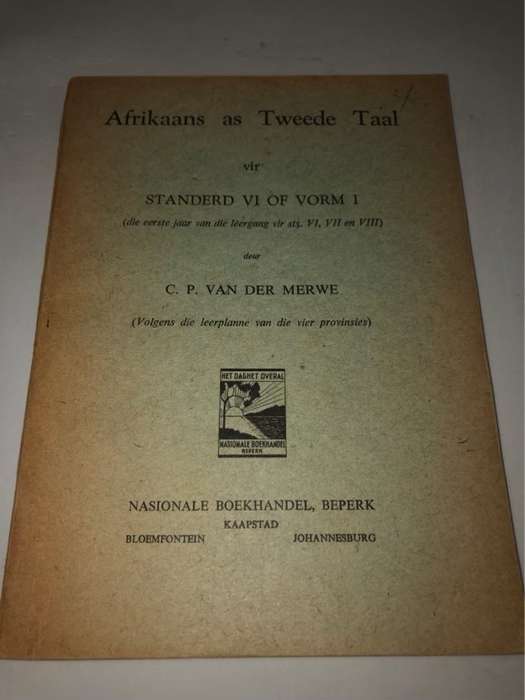 Afrikaans as Tweede Taal
vir
STANDERD VI OF VORM I
(die eerste jaar van die leergang vir sts. VI, VII en VIII)
deur
C. P. VAN DER MERWE
(Volgens die leerplanne van die vier provinsies)
HET DAGHET OVERAL
NASIONALE BOEKHANDEL
BEPERK
NASIONALE BOEKHANDEL, BEPERK
KAAPSTAD
BLOEMFONTEIN JOHANNESBURG